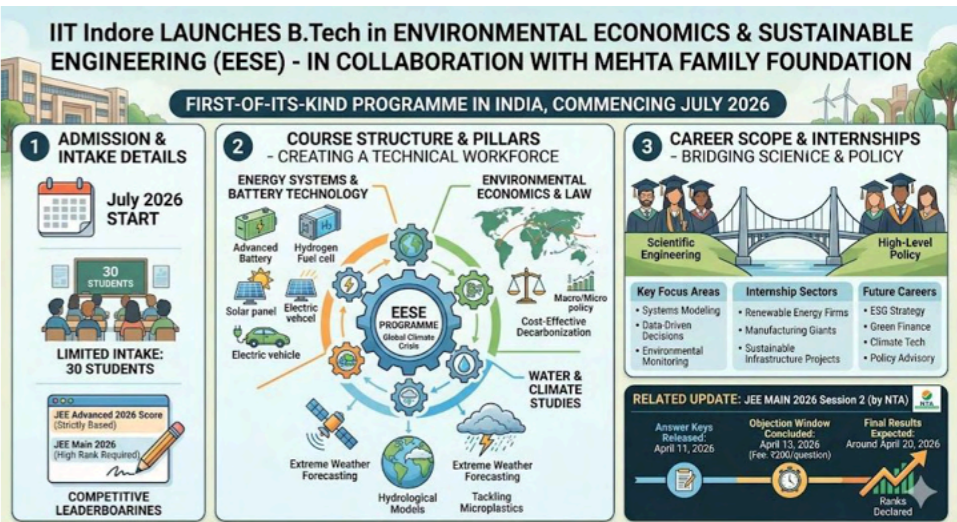 IIT Indore LAUNCHES B.Tech in ENVIRONMENTAL ECONOMICS & SUSTAINABLE
ENGINEERING (EESE) - IN COLLABORATION WITH MEHTA FAMILY FOUNDATION
FIRST-OF-ITS-KIND PROGRAMME IN INDIA, COMMENCING JULY 2026
1
ADMISSION &
INTAKE DETAILS
July 2026
START
30
STUDENTS
LIMITED INTAKE:
30 STUDENTS
JEE Advanced 2026 Score
(Strictly Based)
JEE Main 2026
(High Rank Required)
COMPETITIVE
LEADERBOARINES
2
COURSE STRUCTURE & PILLARS
- CREATING A TECHNICAL WORKFORCE
ENERGY SYSTEMS &
BATTERY TECHNOLOGY
Advanced
Battery
Hydrogen
Fuel cell
Solar panel
Electric
vehcel
Electric vehicle
EESE
PROGRAMME
Global Climate
Crisis
ENVIRONMENTAL
ECONOMICS & LAW
Macro/Micro
policy
Cost-Effective
Decarbonization
WATER &
CLIMATE
STUDIES
Extreme Weather
Forecasting
Hydrological
Models
Extreme Weather
Forecasting
Tackling
Microplastics
3
CAREER SCOPE & INTERNSHIPS
- BRIDGING SCIENICE & POLICY
Scientific
Engineering
High-Level
Policy
Key Focus Areas
• Systems Modeling
• Data-Driven
Decisions
• Environmental
Monitoring
Internship Sectors
• Renewable Energy Firms
• Manufacturing Giants
• Sustainable
Infrastructure Projects
Future Careers
• ESG Strategy
• Green Finance
• Climate Tech
• Policy Advisory
RELATED UPDATE: JEE MAIN 2026 Session 2 (by NTA)
NTA
Answer Keys
Released:
April 11, 2026
Objection Window
Concluded:
April 13, 2026
(Fee: ₹200/question)
Final Results
Expected:
Around April 20, 2026
Ranks
Declared